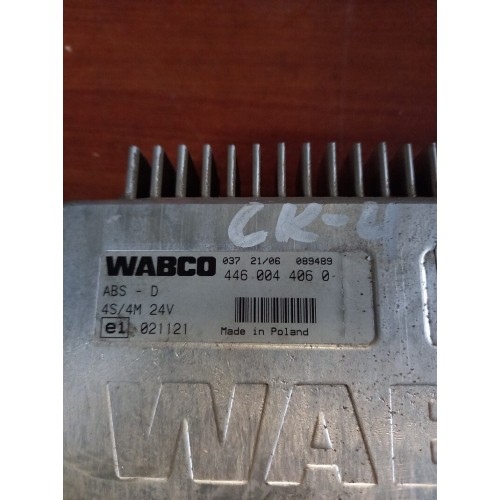 CK-4
WABCO 037 21/06 089489
446 004 406 0
ABS - D
4S/4M 24V
e1 021121
Made in Poland
WAB